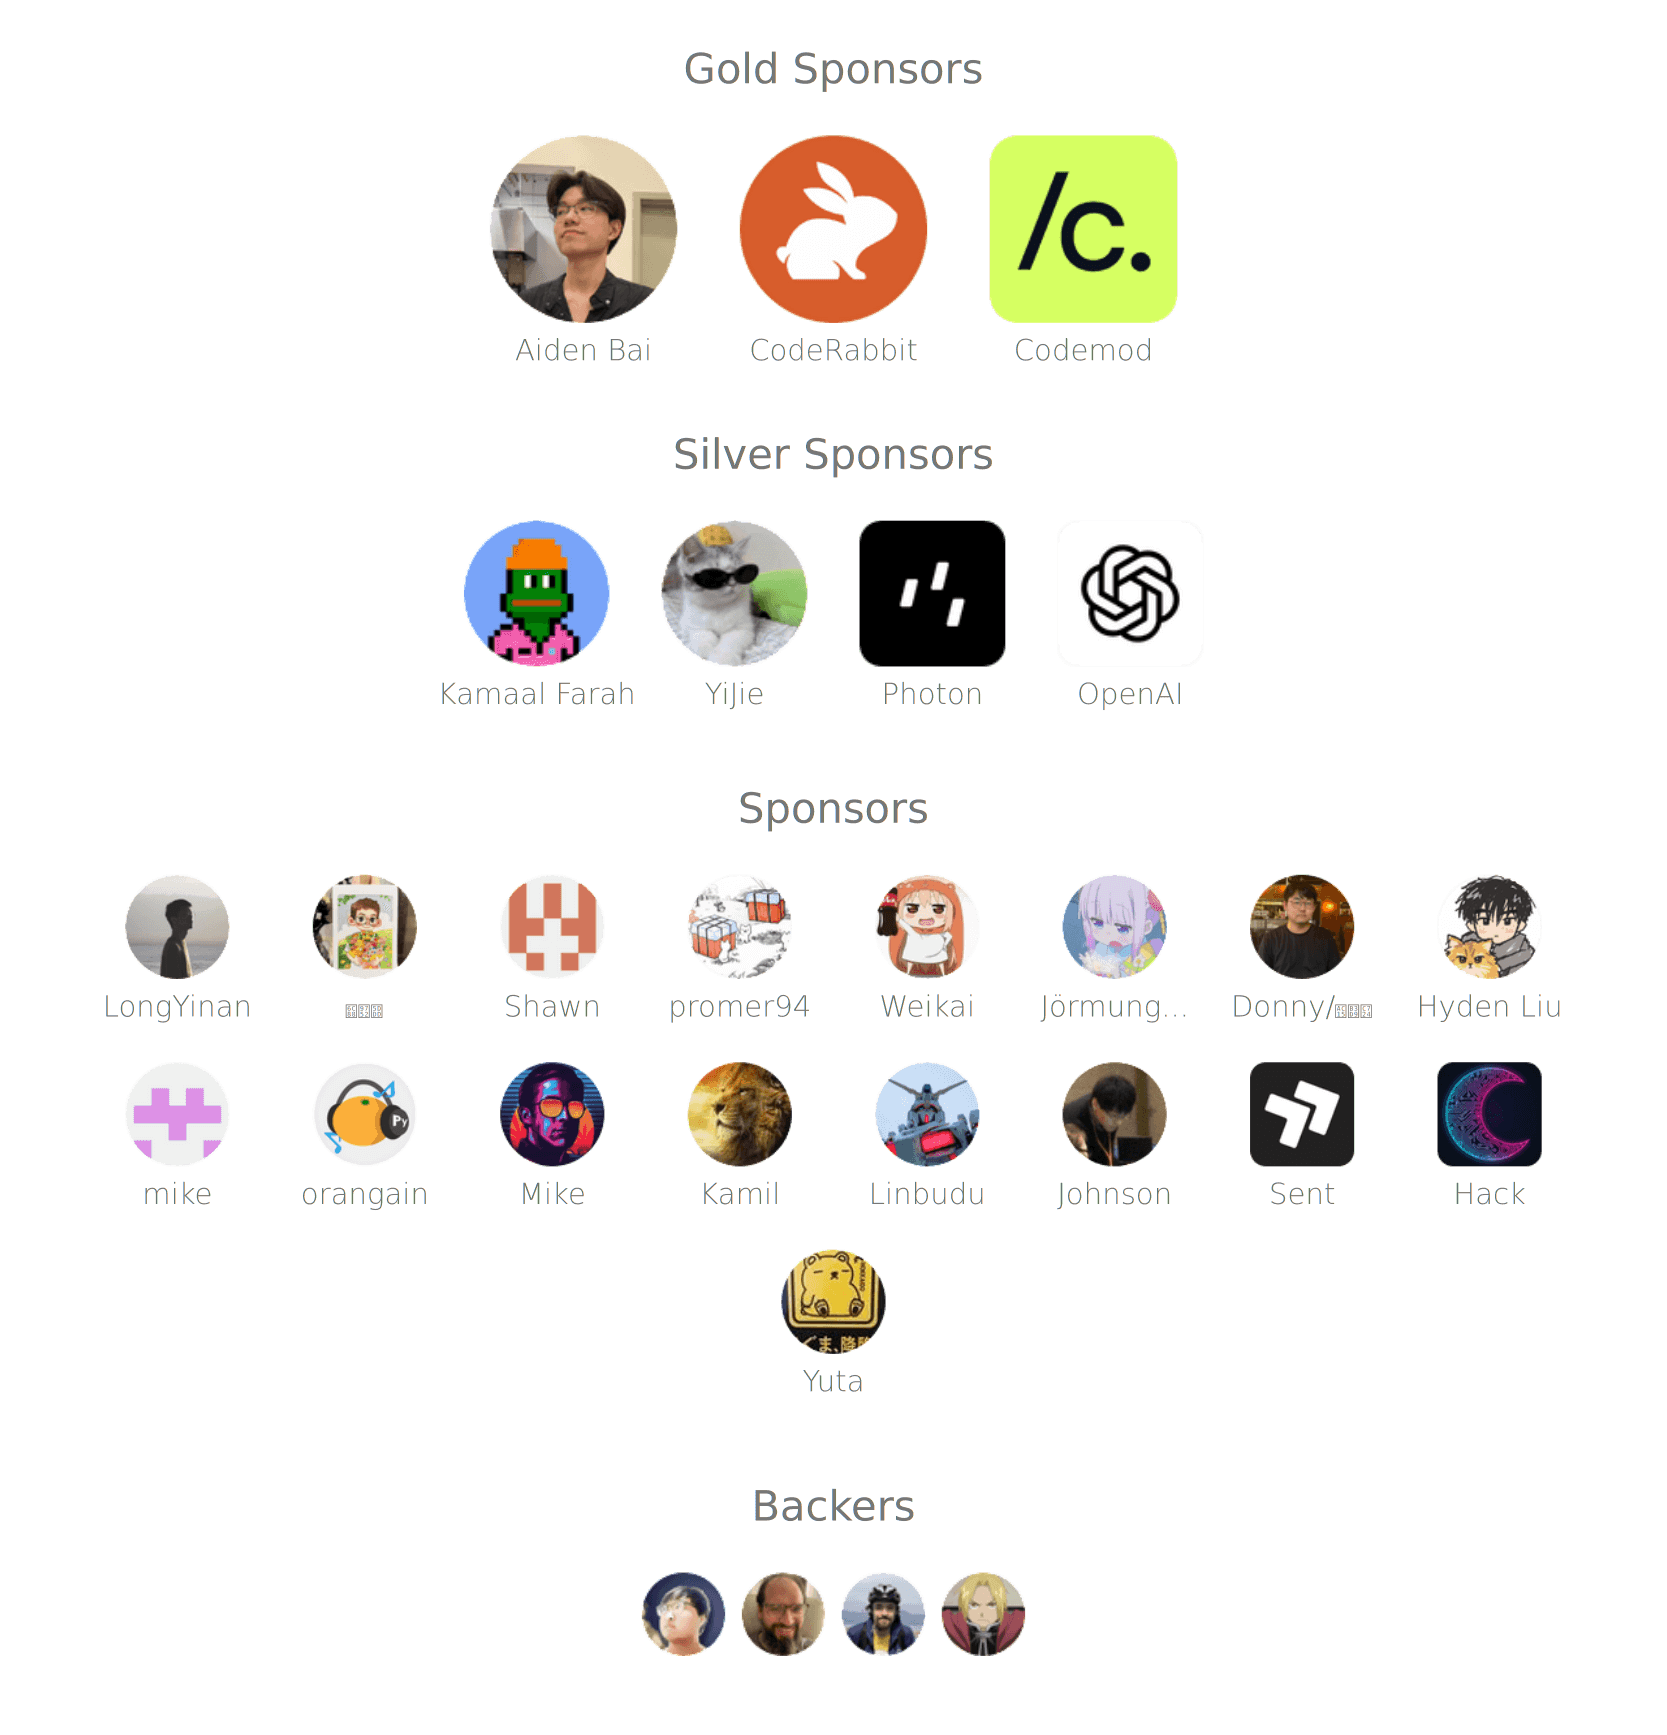 Gold Sponsors
/c.
Aiden Bai CodeRabbit Codemod
Silver Sponsors
Kamaal Farah YiJie Photon OpenAI
Sponsors
LongYinan Shawn promer94 Weikai Jörmung... Donny/ Hyden Liu
Py
mike orangain Mike Kamil Linbudu Johnson Sent Hack
Yuta
Backers